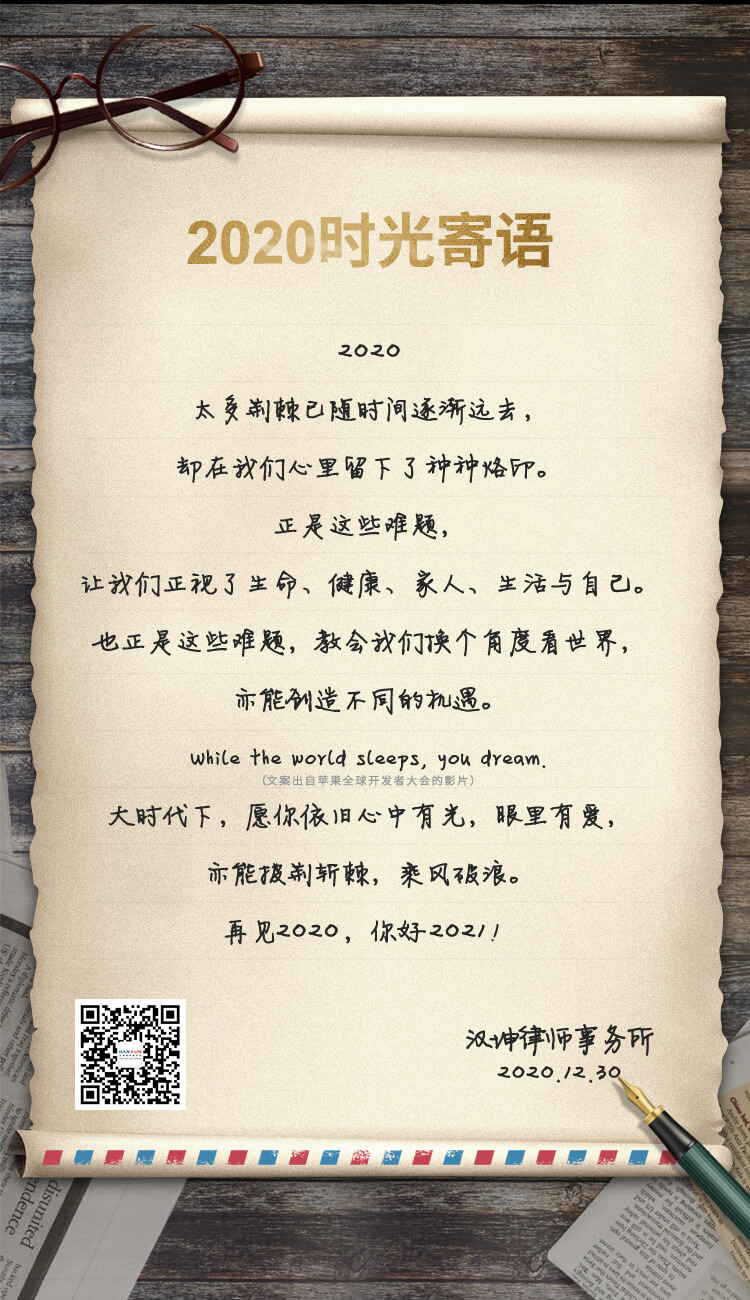 2020时光寄语
2020
太多荆棘已随时间逐渐远去，
却在我们心里留下了种种烙印。
正是这些难题，
让我们正视了生命、健康、家人、生活与自己。
也正是这些难题，教会我们换个角度看世界，
亦能创造不同的机遇。
While the world sleeps, you dream.
(文案出自苹果全球开发者大会的影片)
大时代下，愿你依旧心中有光，眼里有爱，
亦能披荆斩棘，乘风破浪。
再见2020，你好2021！
HANKUN
汉坤律师事务所
2020.12.30
disunited